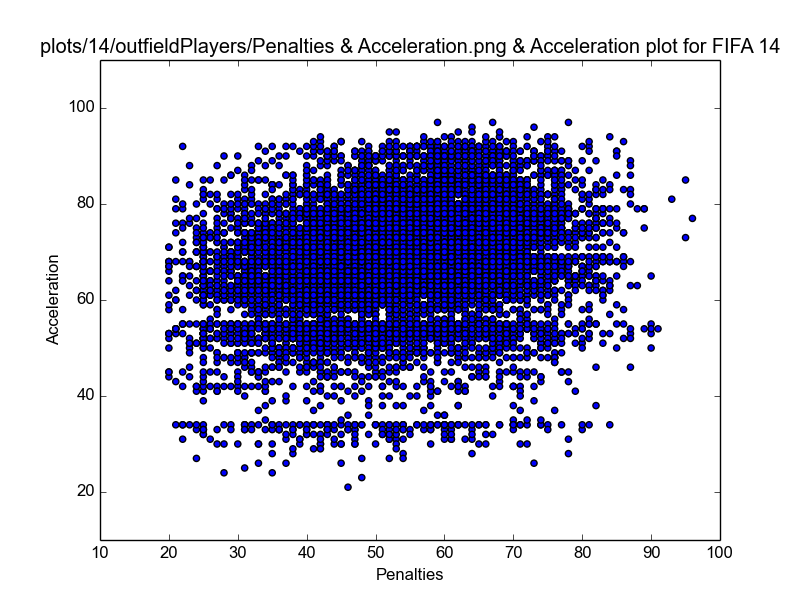 plots/14/outfieldPlayers/Penalties & Acceleration.png & Acceleration plot for FIFA 14
100
80
60
40
20
Acceleration
10 20 30 40 50 60 70 80 90 100
Penalties